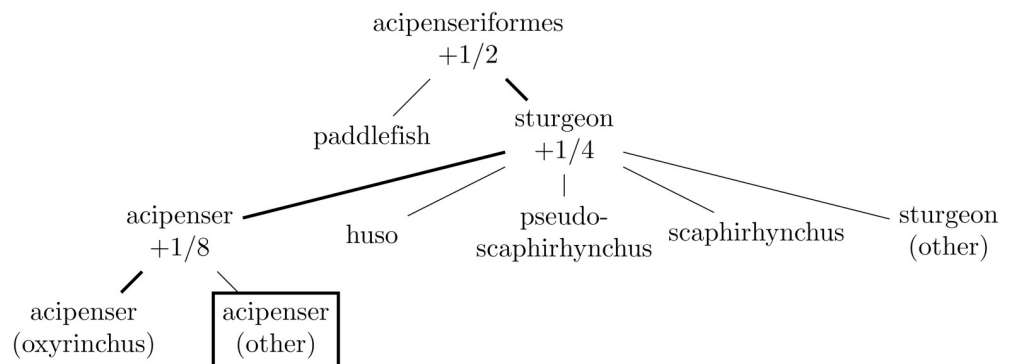 acipenseriformes
+1/2
paddlefish
sturgeon
+1/4
acipenser
+1/8
huso
pseudo-
scaphirhynchus
scaphirhynchus
sturgeon
(other)
acipenser
(oxyrinchus)
acipenser
(other)